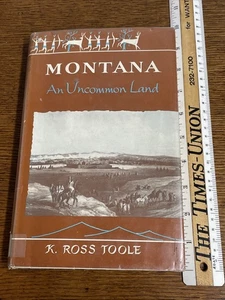 MONTANA
An Uncommon Land
K. ROSS TOOLE
THE TIMES-UNION
232-7100